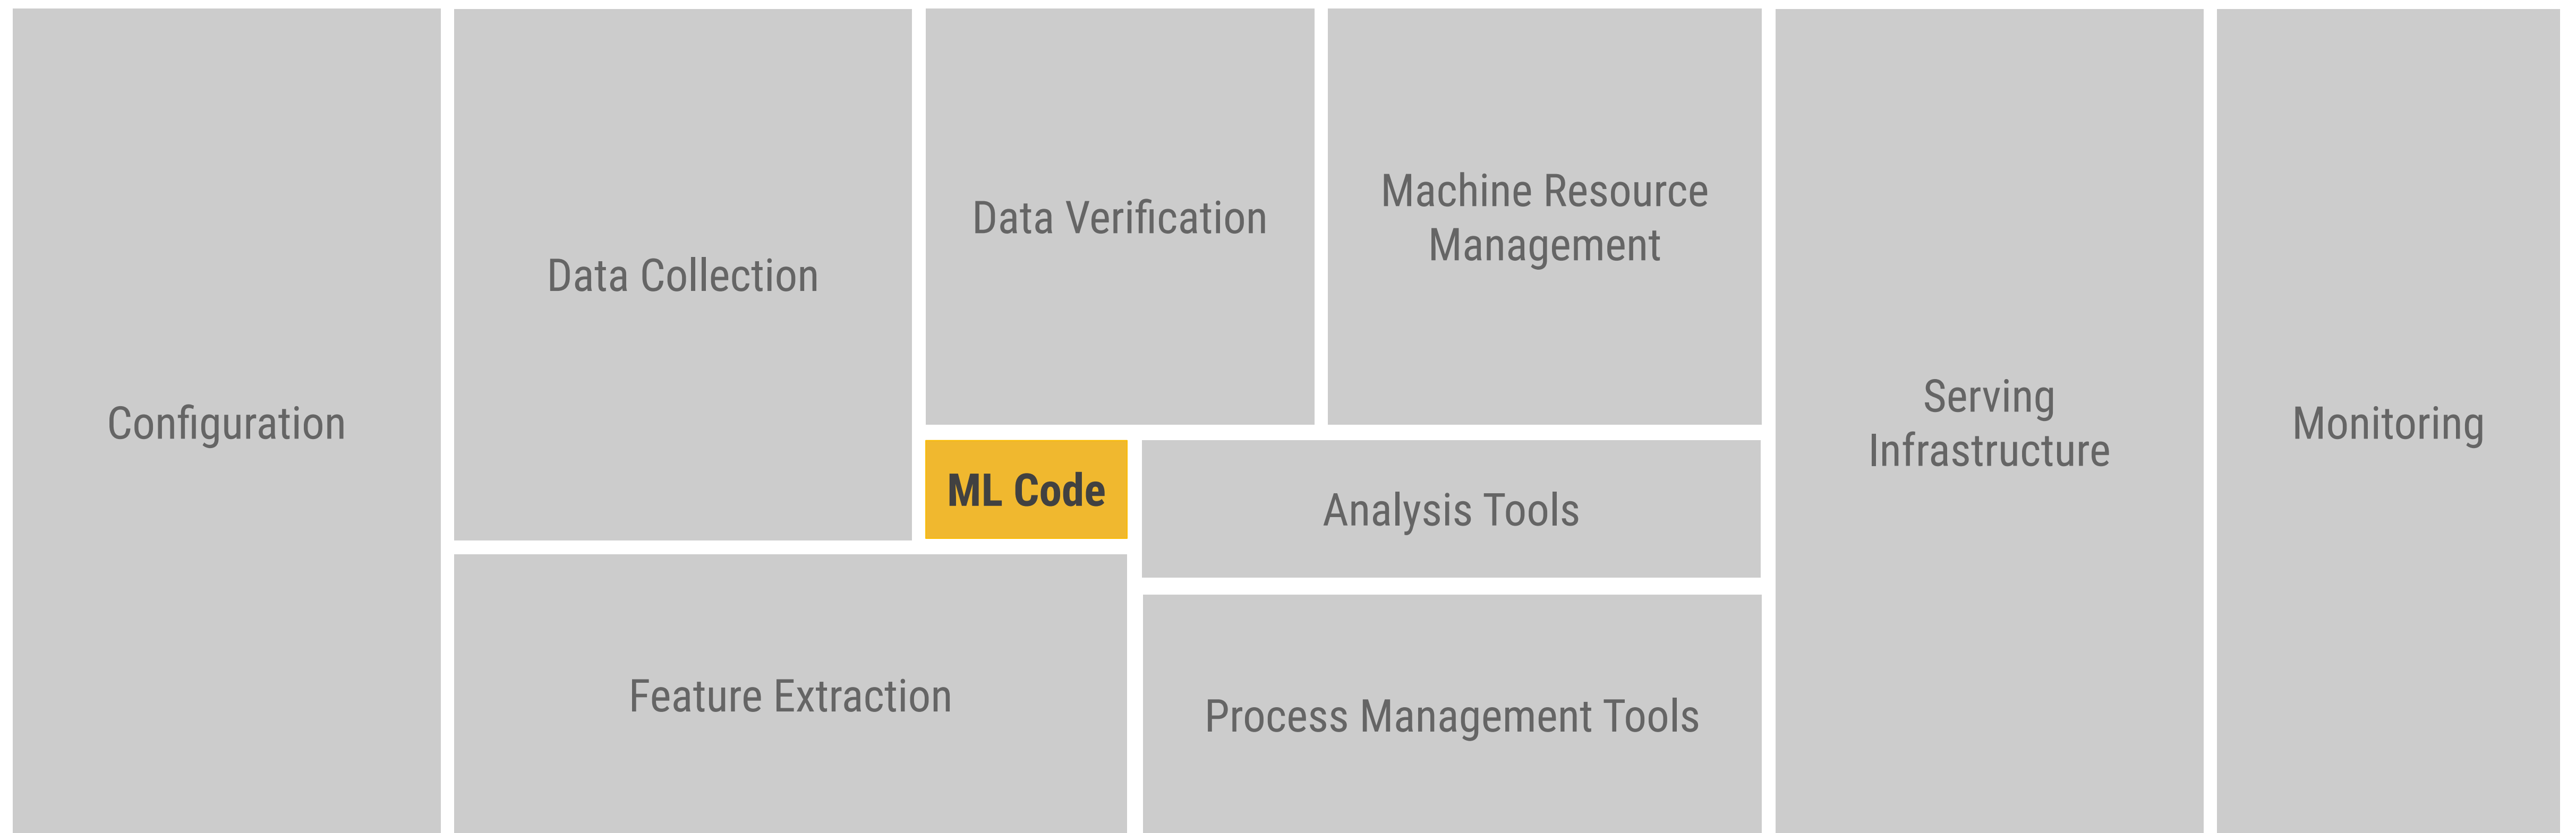 Configuration
Data Collection
Data Verification
Machine Resource
Management
ML Code
Analysis Tools
Feature Extraction
Process Management Tools
Serving
Infrastructure
Monitoring